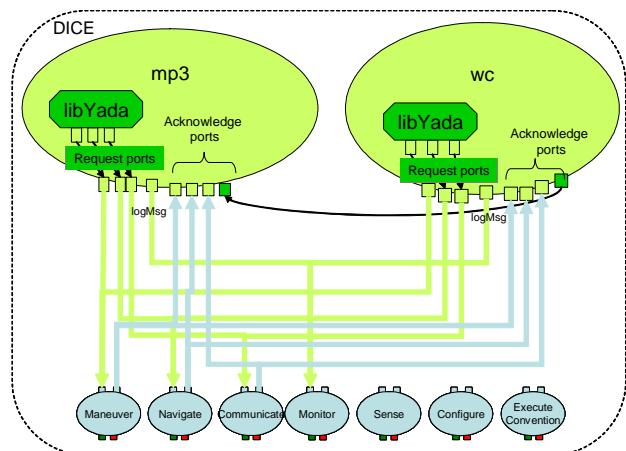 DICE
mp3
wc
libYada
libYada
Acknowledge
ports
Acknowledge
ports
Request ports
Request ports
logMsg
logMsg
Maneuver
Navigate
Communicate
Monitor
Sense
Configure
Execute
Convention